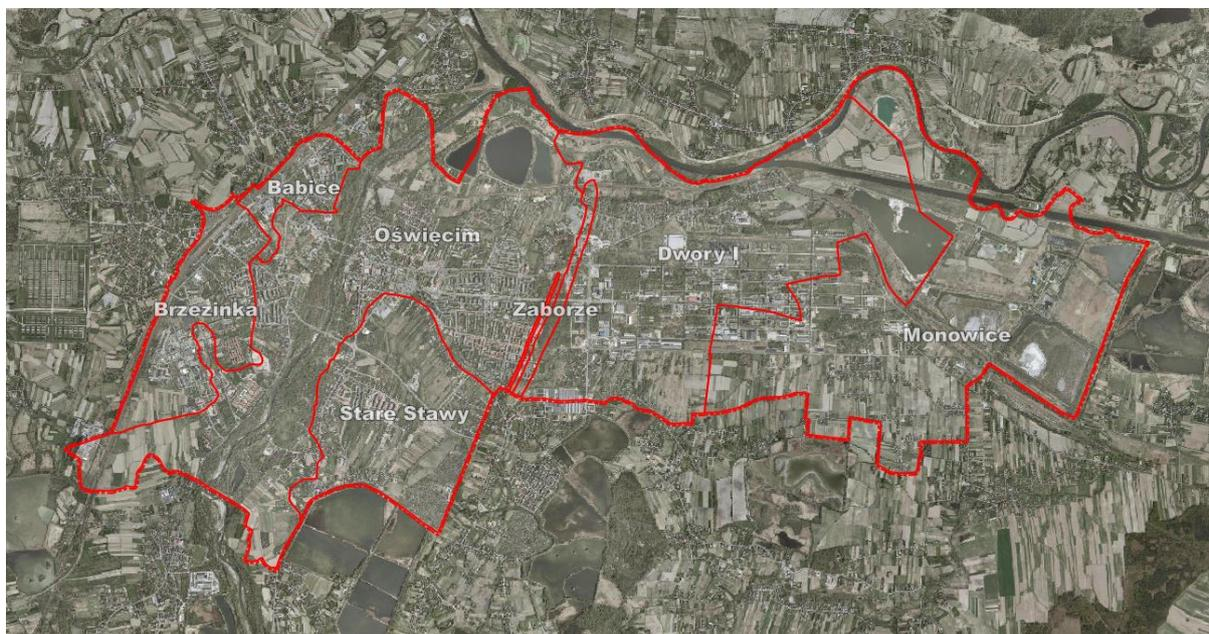 Babice
Oświęcim
Dwory I
Brzezinka
Zaborze
Monowice
Stare Stawy